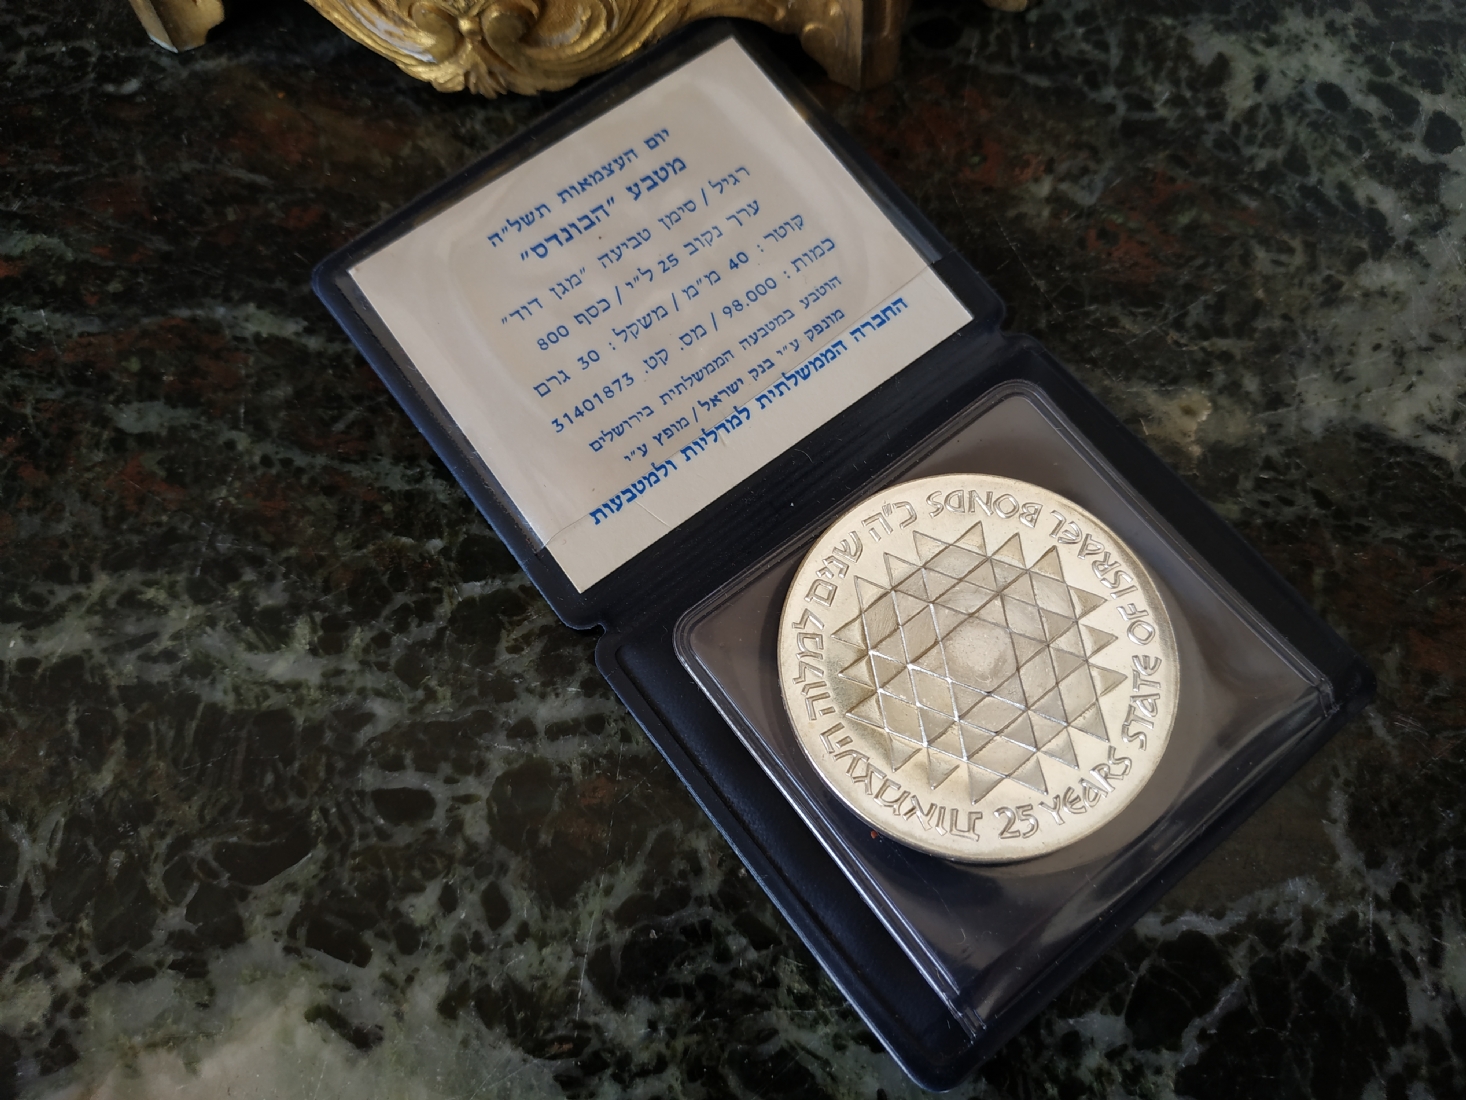 יום העצמאות תשל״ה
מטבע ״הבונדס״
רגיל / סימן טביעה ״מגן דוד״
ערך נקוב 25 ל״י / כסף 800
קוטר : 40 מ״מ / משקל : 30 גרם
כמות : 98.000 / מס. קט. 31401873
הוטבע במטבעה הממשלתית בירושלים
מונפק ע״י בנק ישראל / מופץ ע״י
החברה הממשלתית למדליות ולמטבעות
כ״ה שנים למלוה העצמאות
25 YEARS STATE OF ISRAEL BONDS